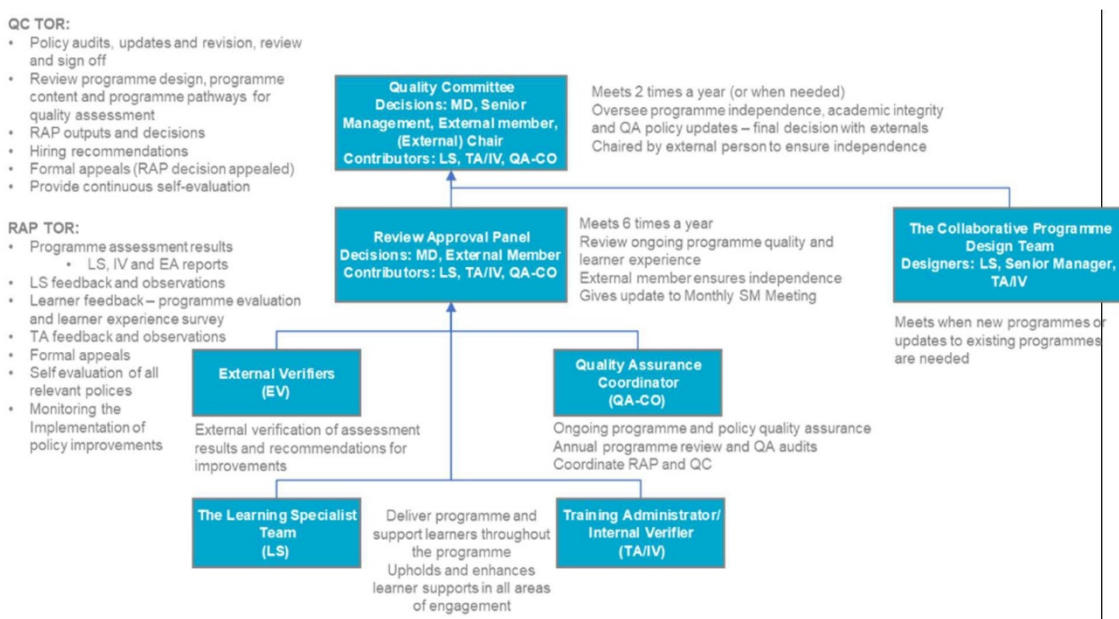 QC TOR:
• Policy audits, updates and revision, review
and sign off
• Review programme design, programme
content and programme pathways for
quality assessment
• RAP outputs and decisions
• Hiring recommendations
• Formal appeals (RAP decision appealed)
• Provide continuous self-evaluation
Quality Committee
Decisions: MD, Senior
Management, External member,
(External) Chair
Contributors: LS, TA/IV, QA-CO
Meets 2 times a year (or when needed)
Oversee programme independence, academic integrity
and QA policy updates – final decision with externals
Chaired by external person to ensure independence
RAP TOR:
• Programme assessment results
• LS, IV and EA reports
• LS feedback and observations
• Learner feedback – programme evaluation
and learner experience survey
• TA feedback and observations
• Formal appeals
• Self evaluation of all
relevant polices
• Monitoring the
Implementation of
policy improvements
Review Approval Panel
Decisions: MD, External Member
Contributors: LS, TA/IV, QA-CO
Meets 6 times a year
Review ongoing programme quality and
learner experience
External member ensures independence
Gives update to Monthly SM Meeting
The Collaborative Programme
Design Team
Designers: LS, Senior Manager,
TA/IV
Meets when new programmes or
updates to existing programmes
are needed
External Verifiers
(EV)
External verification of assessment
results and recommendations for
improvements
Quality Assurance
Coordinator
(QA-CO)
Ongoing programme and policy quality assurance
Annual programme review and QA audits
Coordinate RAP and QC
The Learning Specialist
Team
(LS)
Deliver programme and
support learners throughout
the programme
Upholds and enhances
learner supports in all areas
of engagement
Training Administrator/
Internal Verifier
(TA/IV)